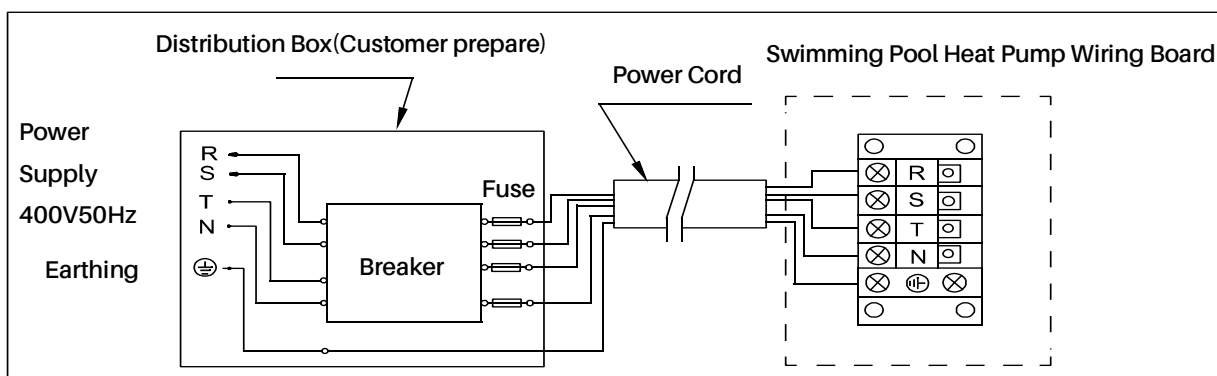 Distribution Box(Customer prepare)
Swimming Pool Heat Pump Wiring Board
Power Cord
Power
Supply
400V50Hz
Earthing
R
S
T
N
Fuse
Breaker
R
S
T
N